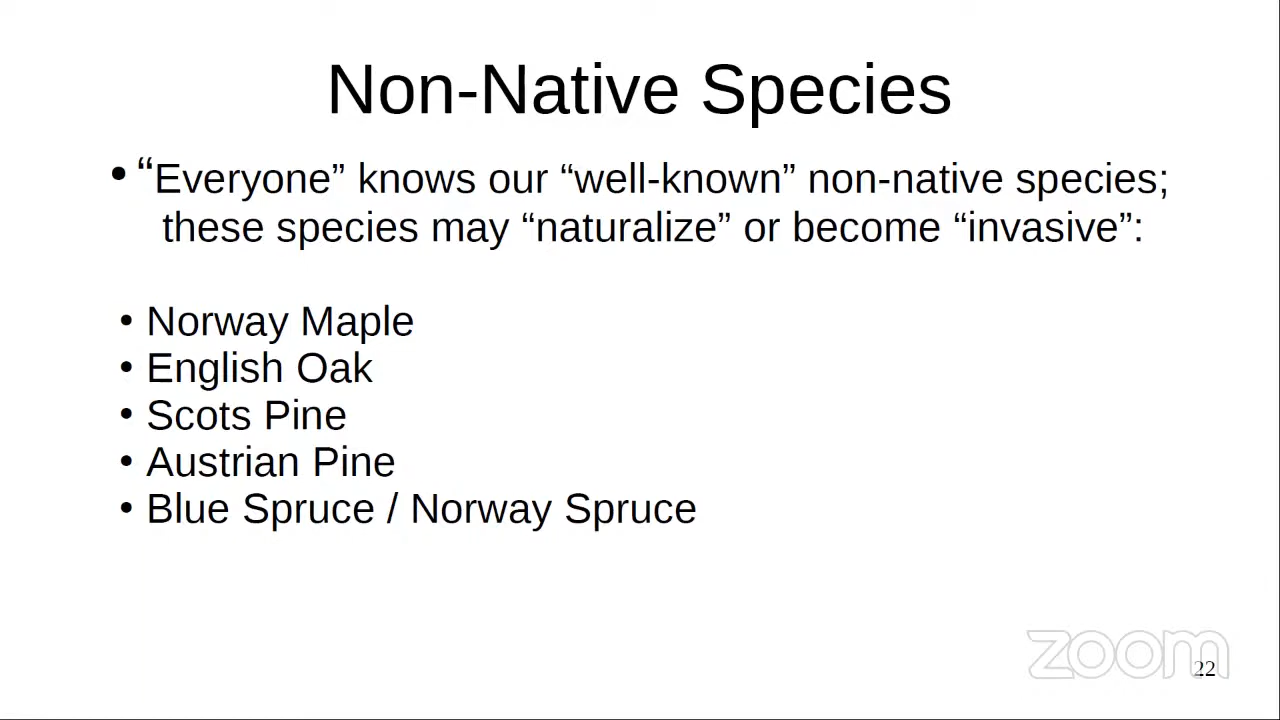 Non-Native Species
• “Everyone” knows our “well-known” non-native species;
these species may “naturalize” or become “invasive”:
• Norway Maple
• English Oak
• Scots Pine
• Austrian Pine
• Blue Spruce / Norway Spruce
zoom
22